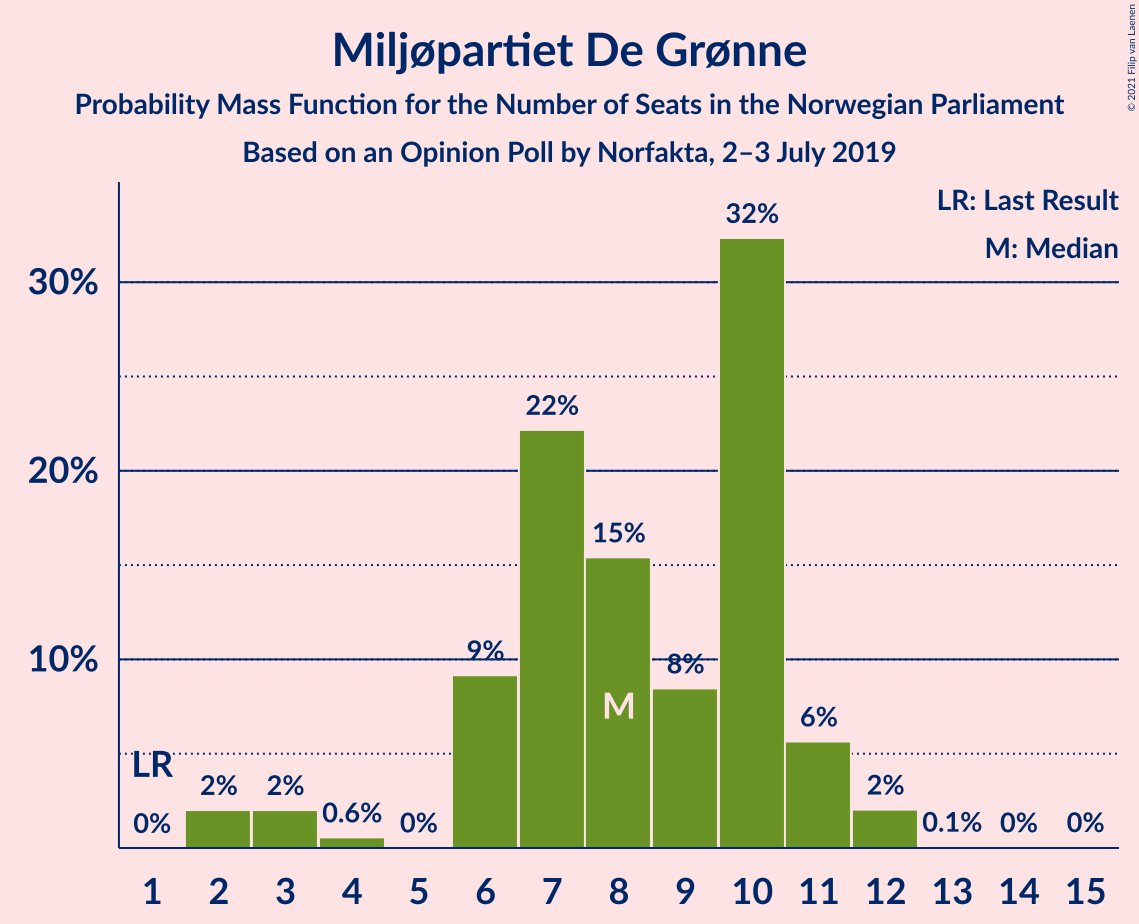 Miljøpartiet De Grønne
Probability Mass Function for the Number of Seats in the Norwegian Parliament
Based on an Opinion Poll by Norfakta, 2–3 July 2019
© 2021 Filip van Laenen
LR: Last Result
M: Median
30%
20%
10%
LR
0%
2%
2%
0.6%
0%
9%
22%
15%
M
8%
32%
6%
2%
0.1%
0%
0%
1 2 3 4 5 6 7 8 9 10 11 12 13 14 15